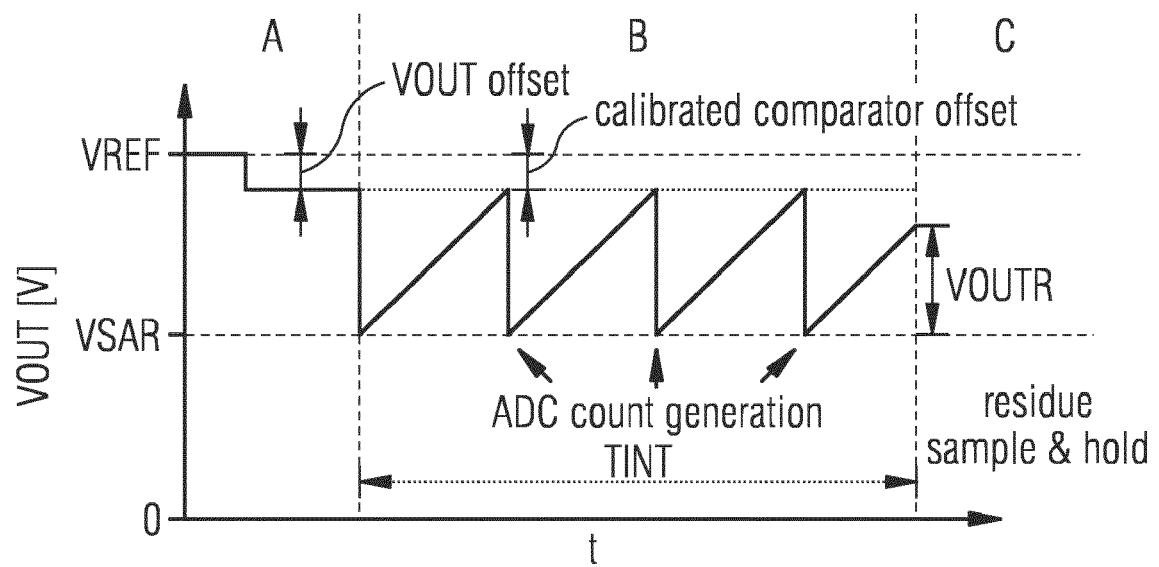 A
B
C
VOUT offset
calibrated comparator offset
VREF
VOUT [V]
VSAR
VOUTR
ADC count generation
TINT
residue
sample & hold
0
t